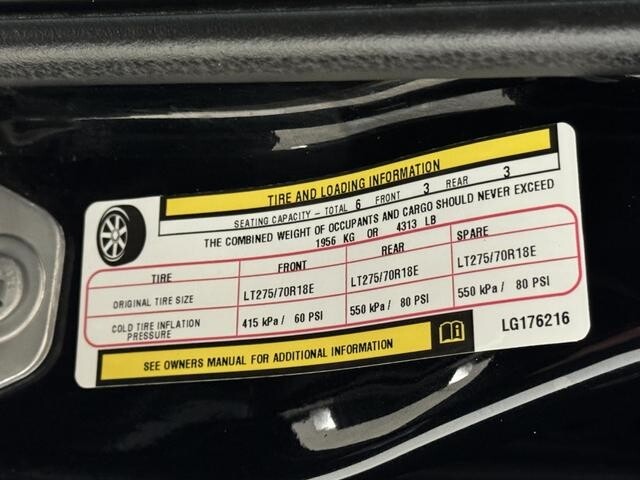 TIRE AND LOADING INFORMATION
SEATING CAPACITY - TOTAL 6 FRONT 3 REAR 3
THE COMBINED WEIGHT OF OCCUPANTS AND CARGO SHOULD NEVER EXCEED
1956 KG OR 4313 LB
TIRE FRONT REAR SPARE
ORIGINAL TIRE SIZE LT275/70R18E LT275/70R18E LT275/70R18E
COLD TIRE INFLATION PRESSURE 415 kPa / 60 PSI 550 kPa / 80 PSI 550 kPa / 80 PSI
SEE OWNERS MANUAL FOR ADDITIONAL INFORMATION
LG176216